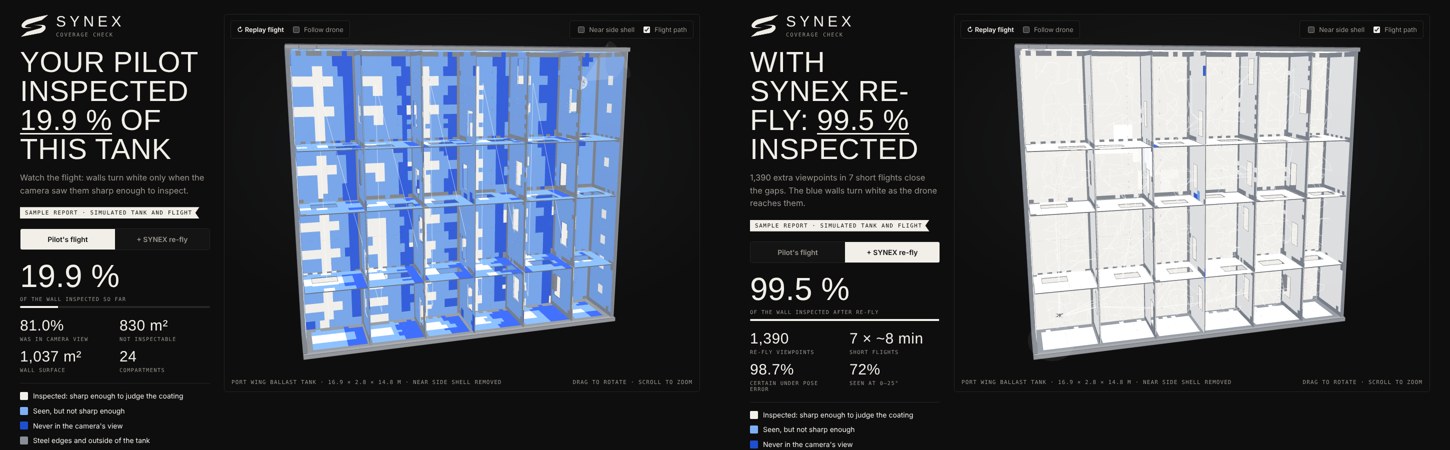 SYNEX
COVERAGE CHECK
YOUR PILOT
INSPECTED
19.9 % OF
THIS TANK
Watch the flight: walls turn white only when the
camera saw them sharp enough to inspect.
SAMPLE REPORT · SIMULATED TANK AND FLIGHT
Pilot's flight
+ SYNEX re-fly
19.9 %
OF THE WALL INSPECTED SO FAR
81.0%
830 m²
WAS IN CAMERA VIEW
NOT INSPECTABLE
1,037 m²
24
WALL SURFACE
COMPARTMENTS
Inspected: sharp enough to judge the coating
Seen, but not sharp enough
Never in the camera's view
Steel edges and outside of the tank
↻ Replay flight
Follow drone
Near side shell
Flight path
PORT WING BALLAST TANK · 16.9 × 2.8 × 14.8 M · NEAR SIDE SHELL REMOVED
DRAG TO ROTATE · SCROLL TO ZOOM
SYNEX
COVERAGE CHECK
WITH
SYNEX RE-
FLY: 99.5 %
INSPECTED
1,390 extra viewpoints in 7 short flights close
the gaps. The blue walls turn white as the drone
reaches them.
SAMPLE REPORT · SIMULATED TANK AND FLIGHT
Pilot's flight
+ SYNEX re-fly
99.5 %
OF THE WALL INSPECTED AFTER RE-FLY
1,390
7 × ~8 min
RE-FLY VIEWPOINTS
SHORT FLIGHTS
98.7%
72%
CERTAIN UNDER POSE
ERROR
SEEN AT 0–25°
Inspected: sharp enough to judge the coating
Seen, but not sharp enough
Never in the camera's view
↻ Replay flight
Follow drone
Near side shell
Flight path
PORT WING BALLAST TANK · 16.9 × 2.8 × 14.8 M · NEAR SIDE SHELL REMOVED
DRAG TO ROTATE · SCROLL TO ZOOM